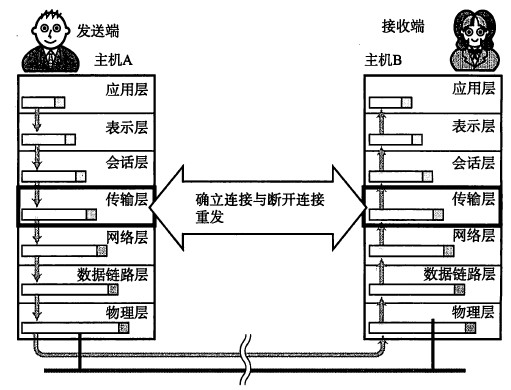 发送端
接收端
主机A
主机B
应用层
表示层
会话层
传输层
网络层
数据链路层
物理层
确立连接与断开连接
重发
应用层
表示层
会话层
传输层
网络层
数据链路层
物理层